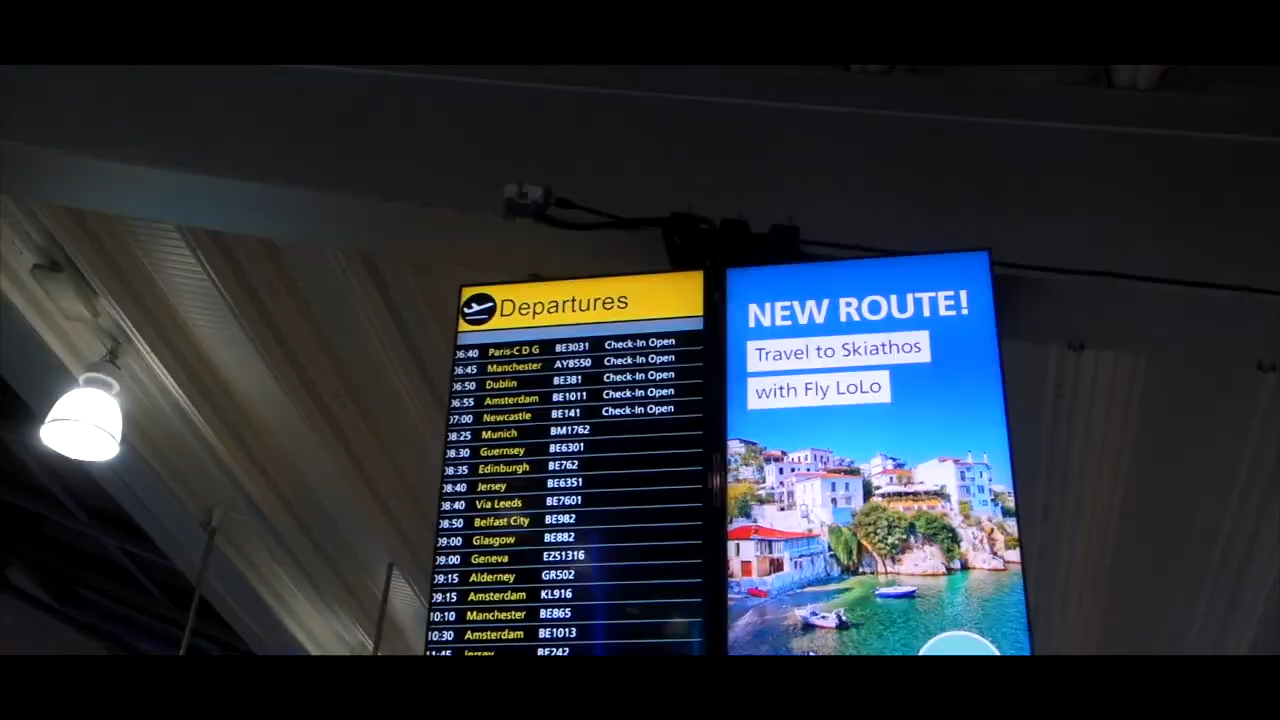 Departures
06:40 Paris-C D G BE3031 Check-In Open
06:45 Manchester AY8550 Check-In Open
06:50 Dublin BE381 Check-In Open
06:55 Amsterdam BE1011 Check-In Open
07:00 Newcastle BE141 Check-In Open
08:25 Munich BM1762
08:30 Guernsey BE6301
08:35 Edinburgh BE762
08:40 Jersey BE6351
08:40 Via Leeds BE7601
08:50 Belfast City BE982
09:00 Glasgow BE882
09:00 Geneva EZS1316
09:15 Alderney GR502
09:15 Amsterdam KL916
10:10 Manchester BE865
10:30 Amsterdam BE1013
11:45 Jersey BE242
NEW ROUTE!
Travel to Skiathos
with Fly LoLo